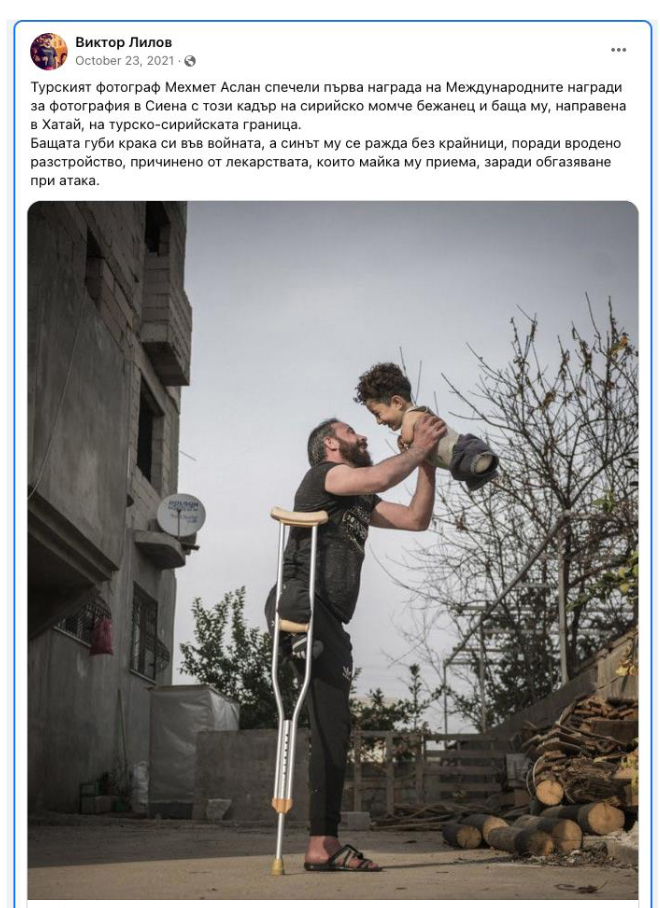 Виктор Лилов
October 23, 2021 ·
Турският фотограф Мехмет Аслан спечели първа награда на Международните награди
за фотография в Сиена с този кадър на сирийско момче бежанец и баща му, направена
в Хатай, на турско-сирийската граница.
Бащата губи крака си във войната, а синът му се ражда без крайници, поради вродено
разстройство, причинено от лекарствата, които майка му приема, заради обгазяване
при атака.